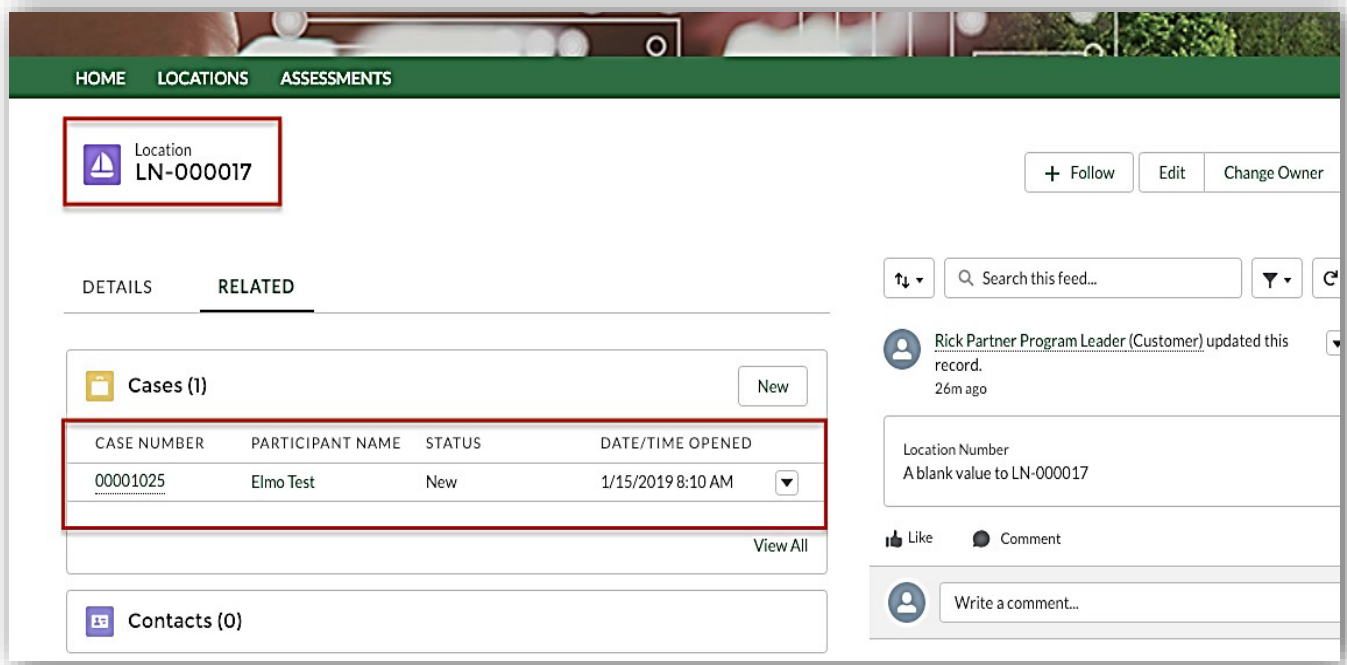 HOME LOCATIONS ASSESSMENTS
Location
LN-000017
+ Follow Edit Change Owner
DETAILS RELATED
Cases (1) New
CASE NUMBER PARTICIPANT NAME STATUS DATE/TIME OPENED
00001025 Elmo Test New 1/15/2019 8:10 AM
View All
Contacts (0)
Search this feed...
Rick Partner Program Leader (Customer) updated this
record.
26m ago
Location Number
A blank value to LN-000017
Like Comment
Write a comment...